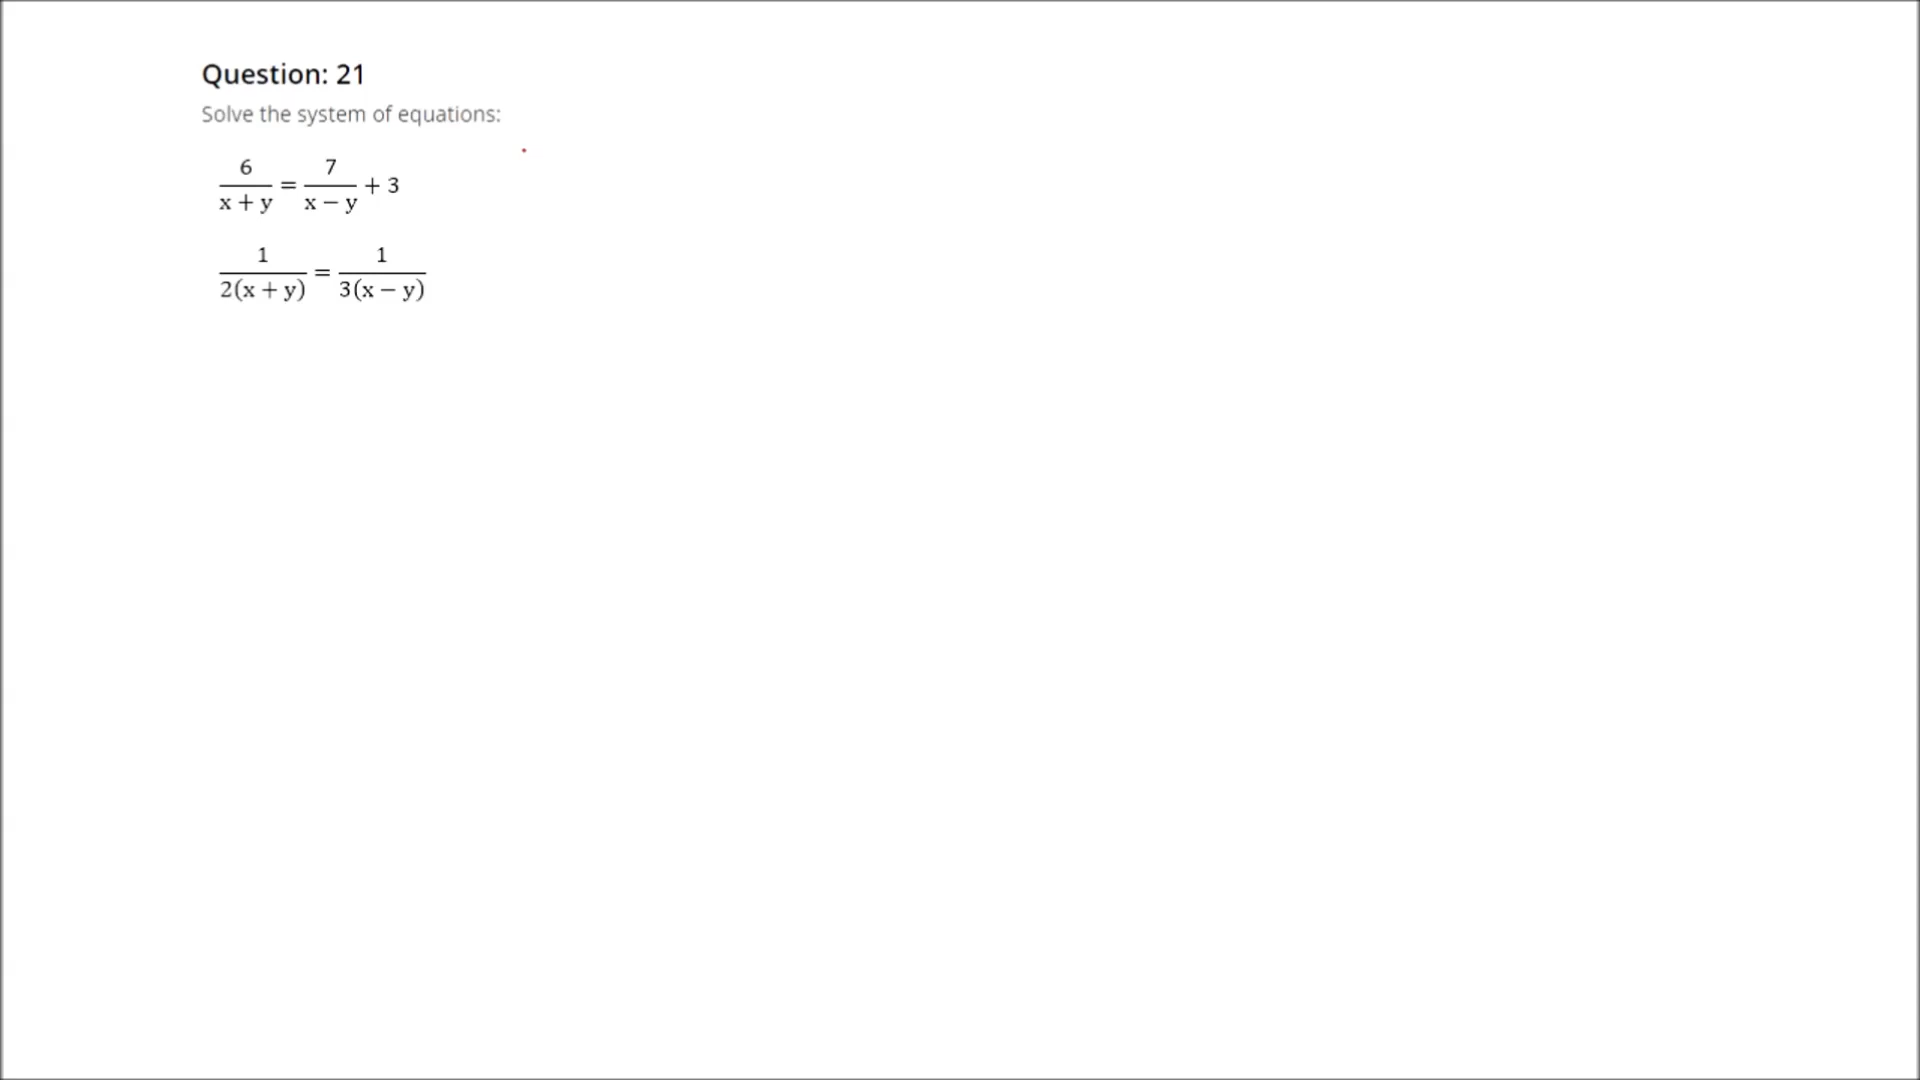 Question: 21
Solve the system of equations:
6/(x + y) = 7/(x − y) + 3
1/(2(x + y)) = 1/(3(x − y))